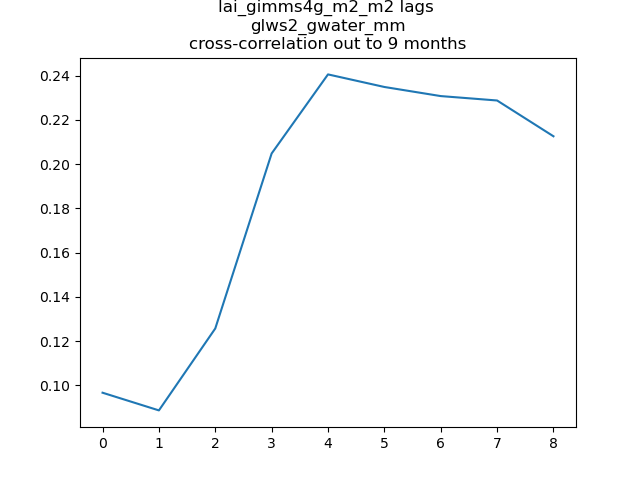 lai_gimms4g_m2_m2 lags
glws2_gwater_mm
cross-correlation out to 9 months
0.24
0.22
0.20
0.18
0.16
0.14
0.12
0.10
0 1 2 3 4 5 6 7 8